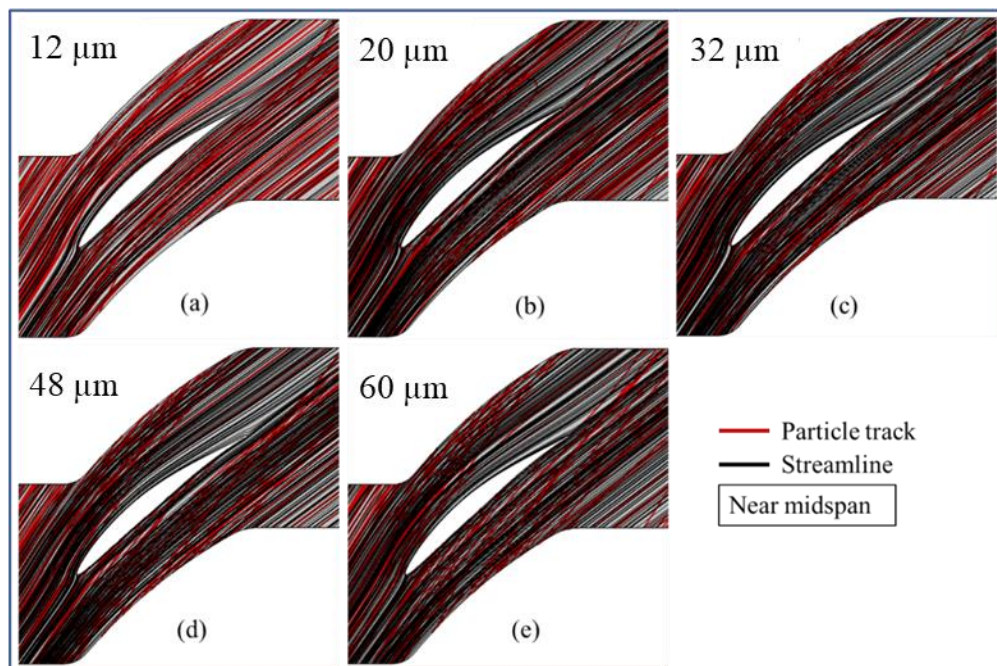 12 µm
20 µm
32 µm
(a)
(b)
(c)
48 µm
60 µm
Particle track
Streamline
Near midspan
(d)
(e)